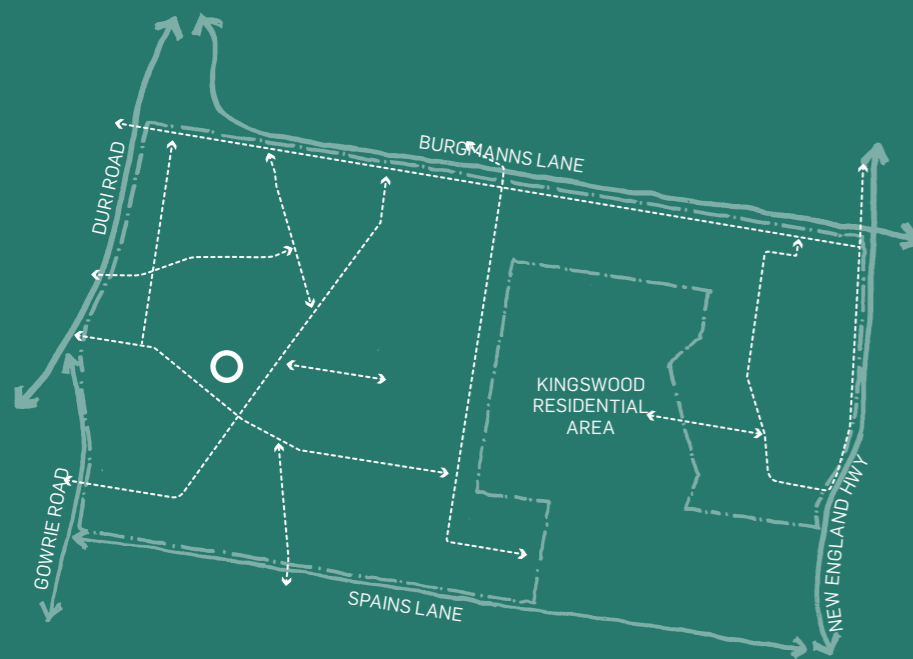 BURGMANNS LANE
DURI ROAD
KINGSWOOD
RESIDENTIAL
AREA
GOWRIE ROAD
NEW ENGLAND HWY
SPAINS LANE